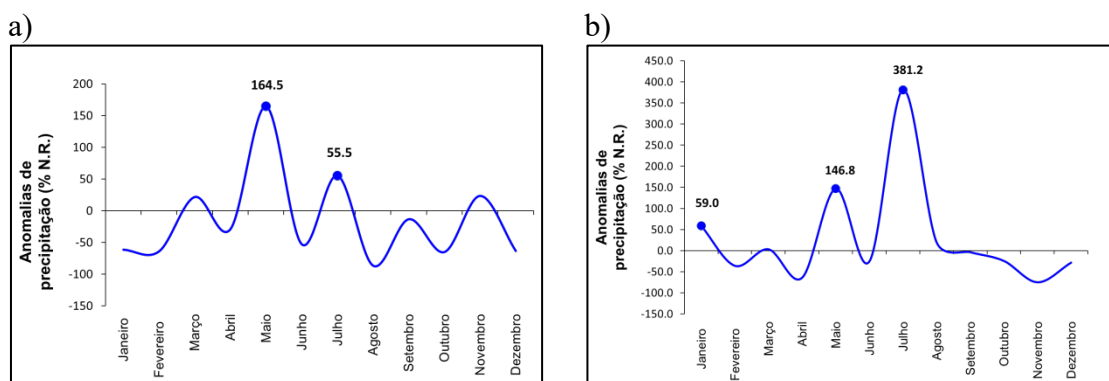 a)
Anomalias de
precipitação (% N.R.)
200
150
100
50
0
-50
-100
-150
164.5
55.5
Janeiro
Fevereiro
Março
Abril
Maio
Junho
Julho
Agosto
Setembro
Outubro
Novembro
Dezembro
b)
Anomalias de
precipitação (% N.R.)
450.0
400.0
350.0
300.0
250.0
200.0
150.0
100.0
50.0
0.0
-50.0
-100.0
-150.0
59.0
146.8
381.2
Janeiro
Fevereiro
Março
Abril
Maio
Junho
Julho
Agosto
Setembro
Outubro
Novembro
Dezembro